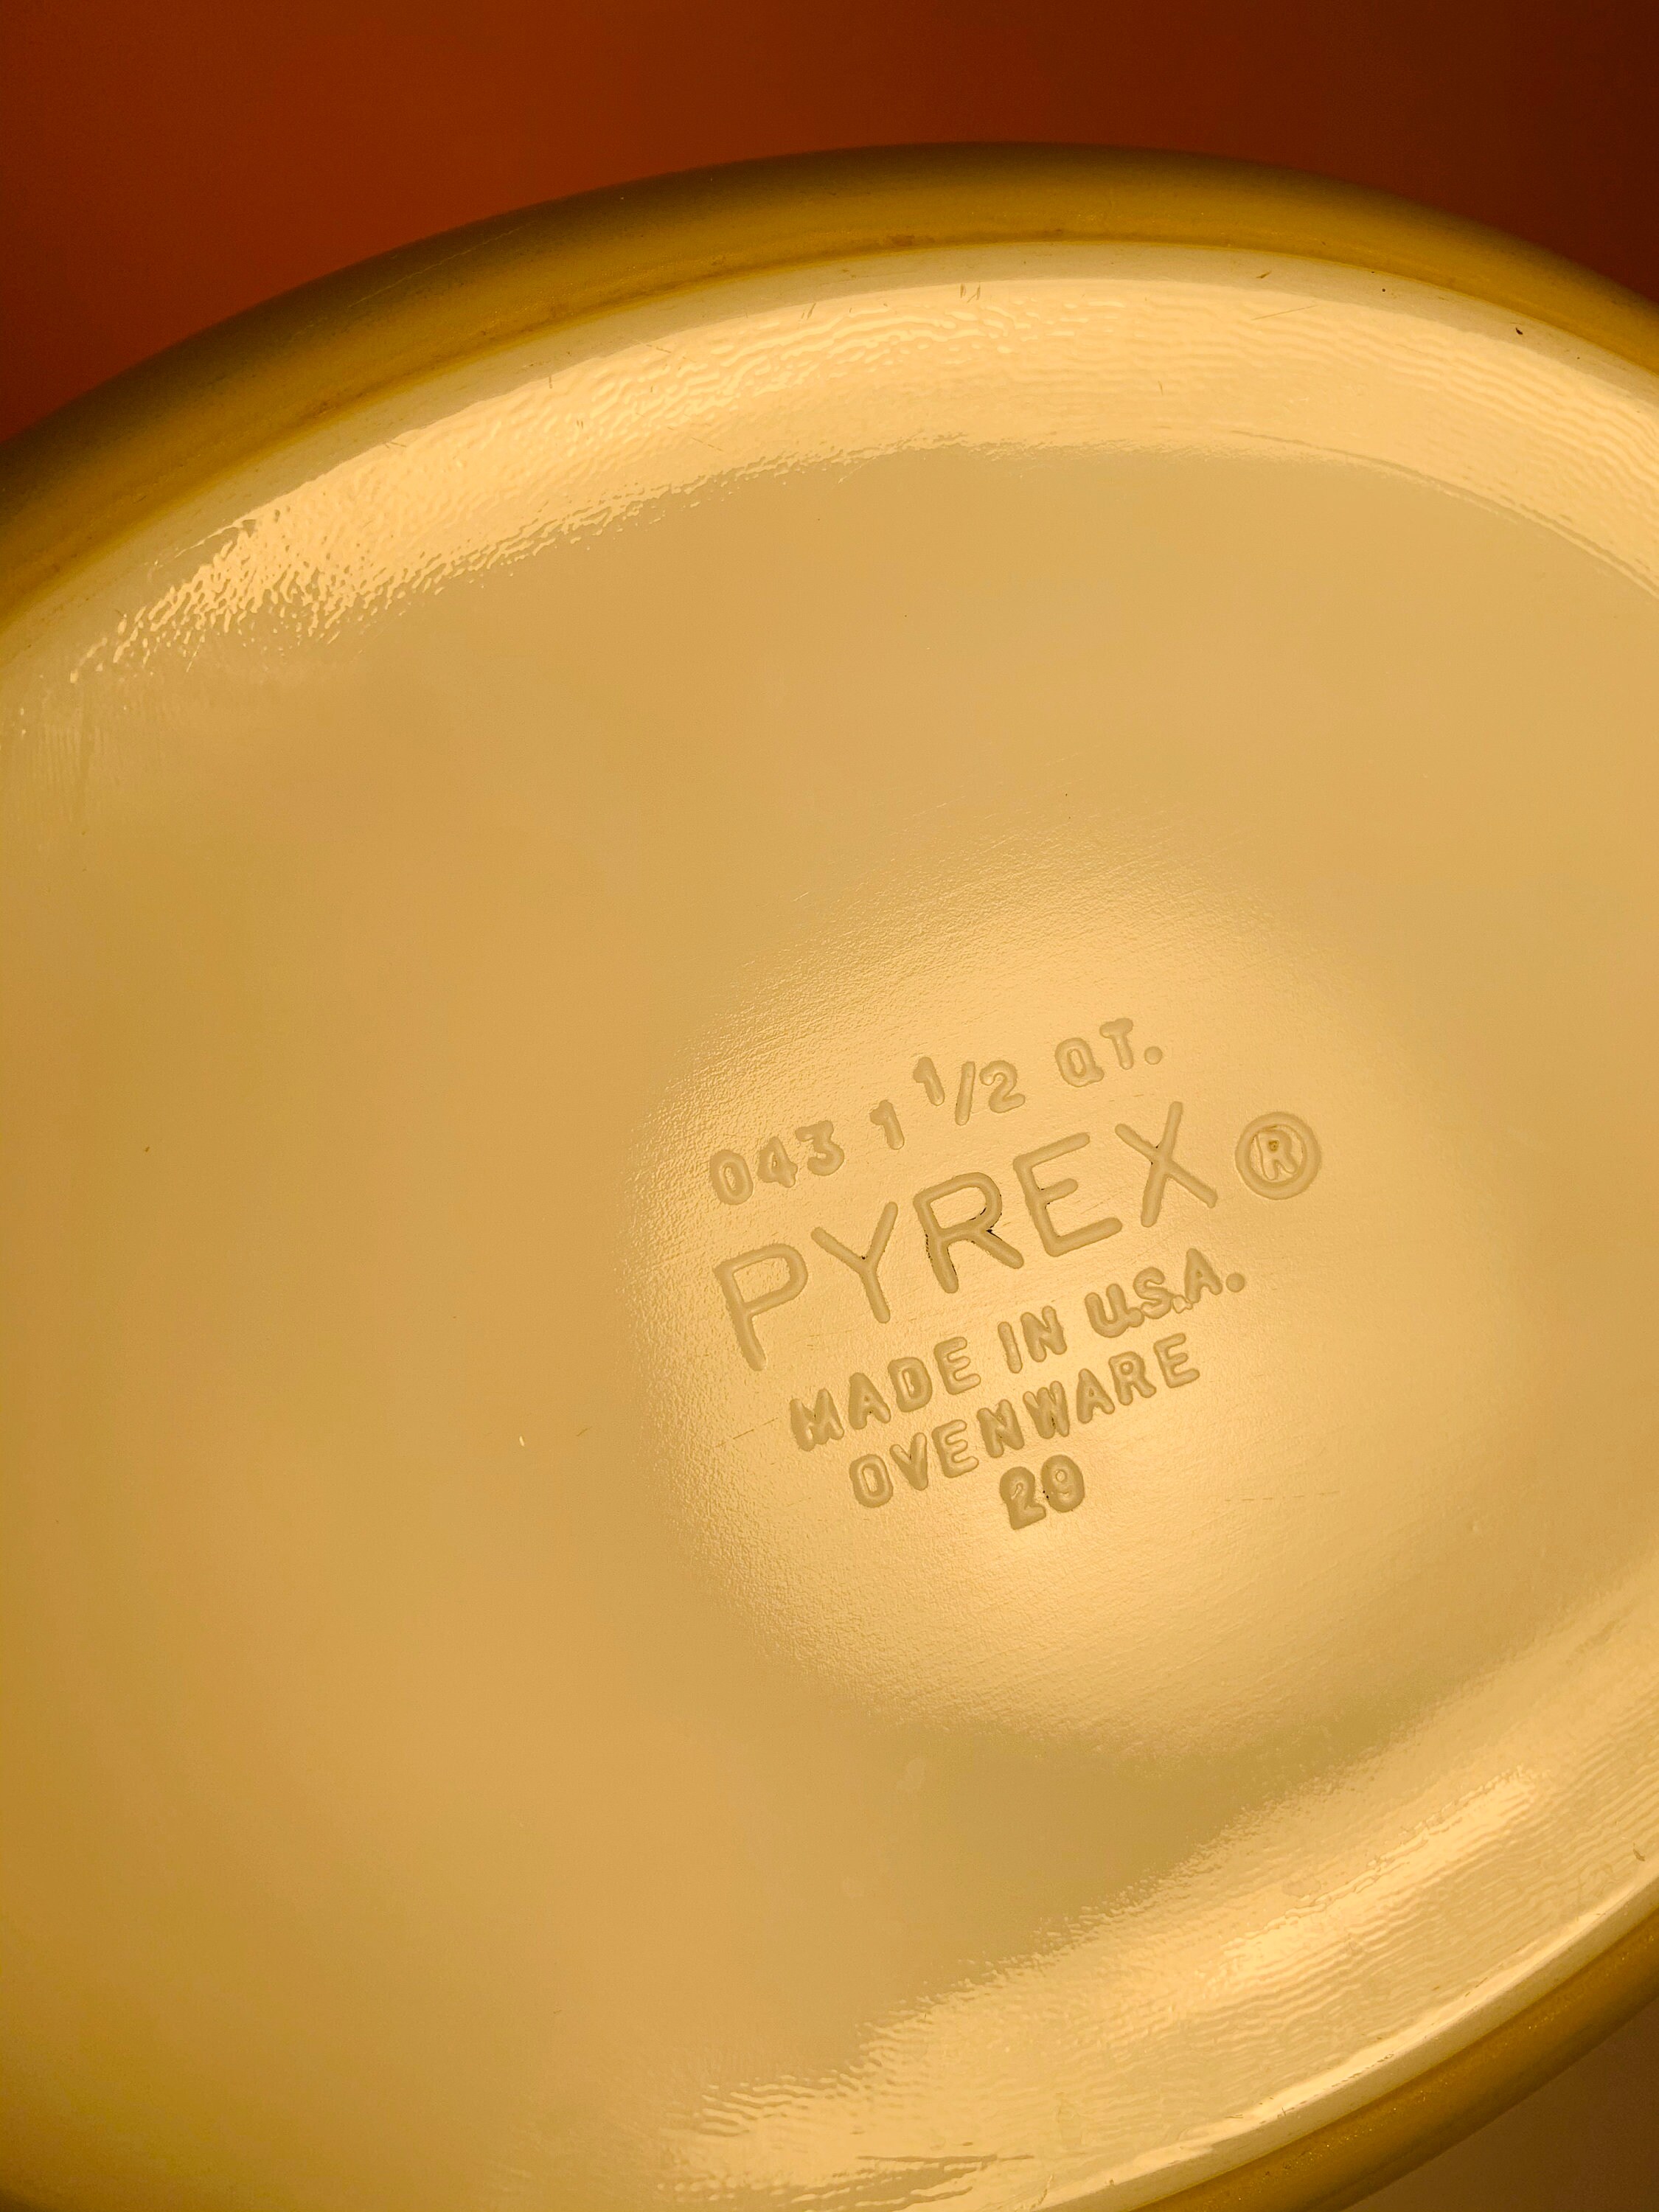 043 1 1/2 QT.
PYREX ®
MADE IN U.S.A.
OVENWARE
29